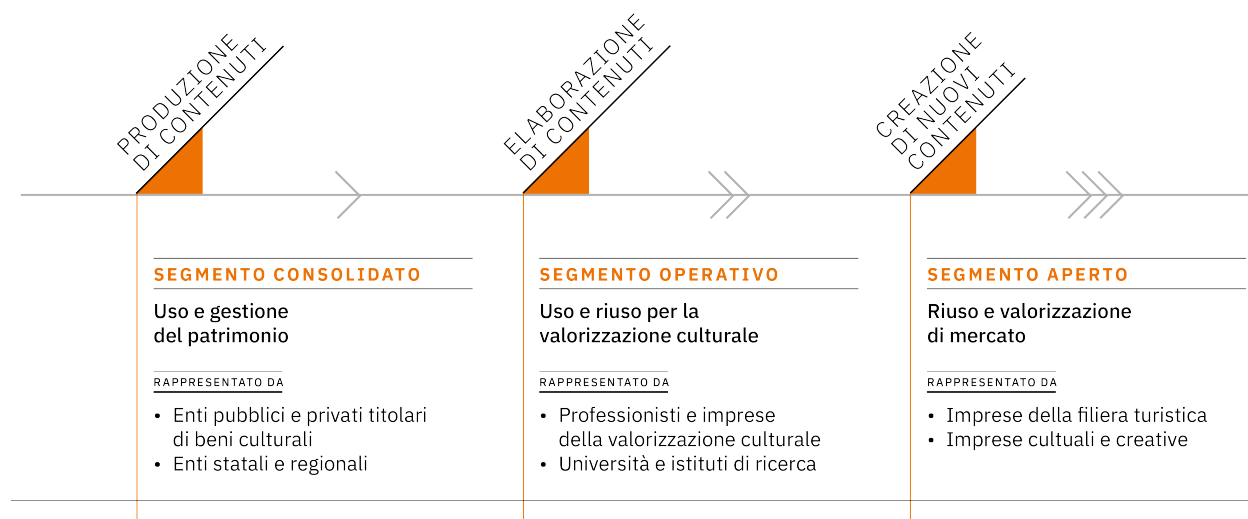 PRODUZIONE
DI CONTENUTI
ELABORAZIONE
DI CONTENUTI
CREAZIONE
DI NUOVI
CONTENUTI
SEGMENTO CONSOLIDATO
Uso e gestione
del patrimonio
RAPPRESENTATO DA
• Enti pubblici e privati titolari
di beni culturali
• Enti statali e regionali
SEGMENTO OPERATIVO
Uso e riuso per la
valorizzazione culturale
RAPPRESENTATO DA
• Professionisti e imprese
della valorizzazione culturale
• Università e istituti di ricerca
SEGMENTO APERTO
Riuso e valorizzazione
di mercato
RAPPRESENTATO DA
• Imprese della filiera turistica
• Imprese cultuali e creative